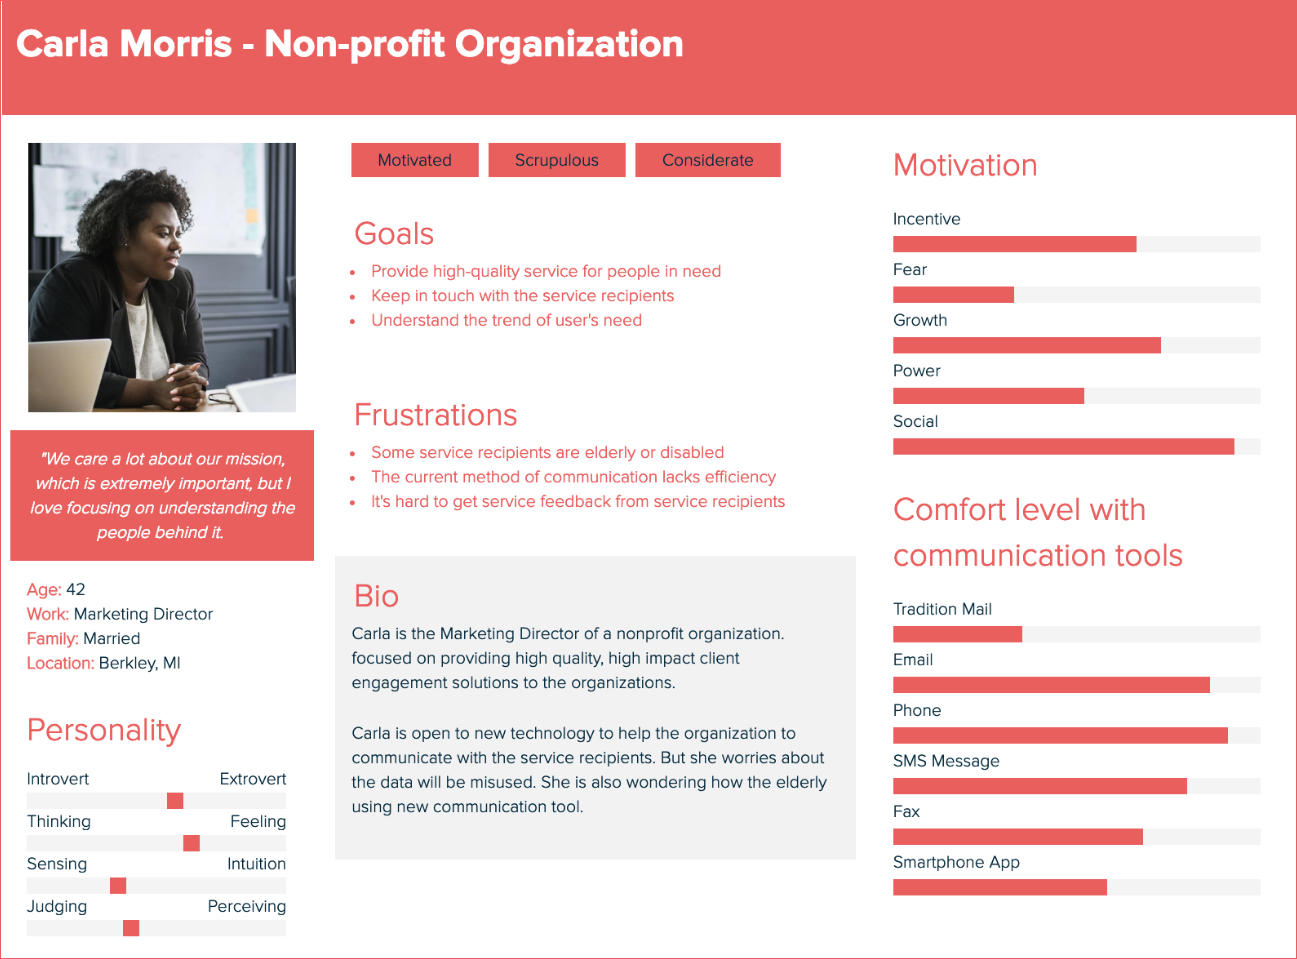 Carla Morris - Non-profit Organization
"We care a lot about our mission,
which is extremely important, but I
love focusing on understanding the
people behind it.
Age: 42
Work: Marketing Director
Family: Married
Location: Berkley, MI
Personality
Introvert Extrovert
Thinking Feeling
Sensing Intuition
Judging Perceiving
Motivated Scrupulous Considerate
Goals
• Provide high-quality service for people in need
• Keep in touch with the service recipients
• Understand the trend of user's need
Frustrations
• Some service recipients are elderly or disabled
• The current method of communication lacks efficiency
• It's hard to get service feedback from service recipients
Bio
Carla is the Marketing Director of a nonprofit organization.
focused on providing high quality, high impact client
engagement solutions to the organizations.
Carla is open to new technology to help the organization to
communicate with the service recipients. But she worries about
the data will be misused. She is also wondering how the elderly
using new communication tool.
Motivation
Incentive
Fear
Growth
Power
Social
Comfort level with
communication tools
Tradition Mail
Email
Phone
SMS Message
Fax
Smartphone App